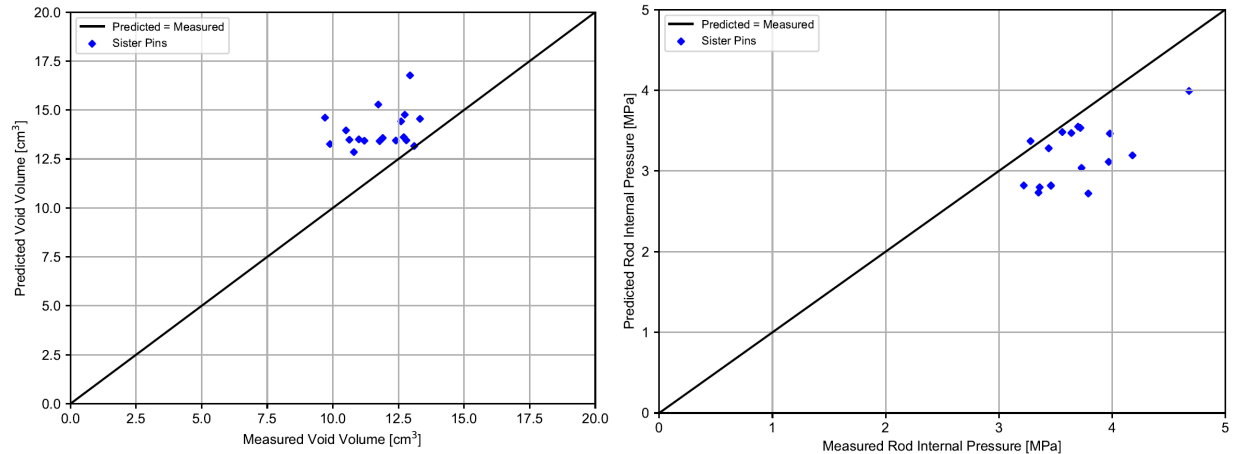 20.0
17.5
15.0
12.5
10.0
7.5
5.0
2.5
0.0
Predicted Void Volume [cm³]
Predicted = Measured
Sister Pins
0.0 2.5 5.0 7.5 10.0 12.5 15.0 17.5 20.0
Measured Void Volume [cm³]
5
4
3
2
1
0
Predicted Rod Internal Pressure [MPa]
Predicted = Measured
Sister Pins
0 1 2 3 4 5
Measured Rod Internal Pressure [MPa]